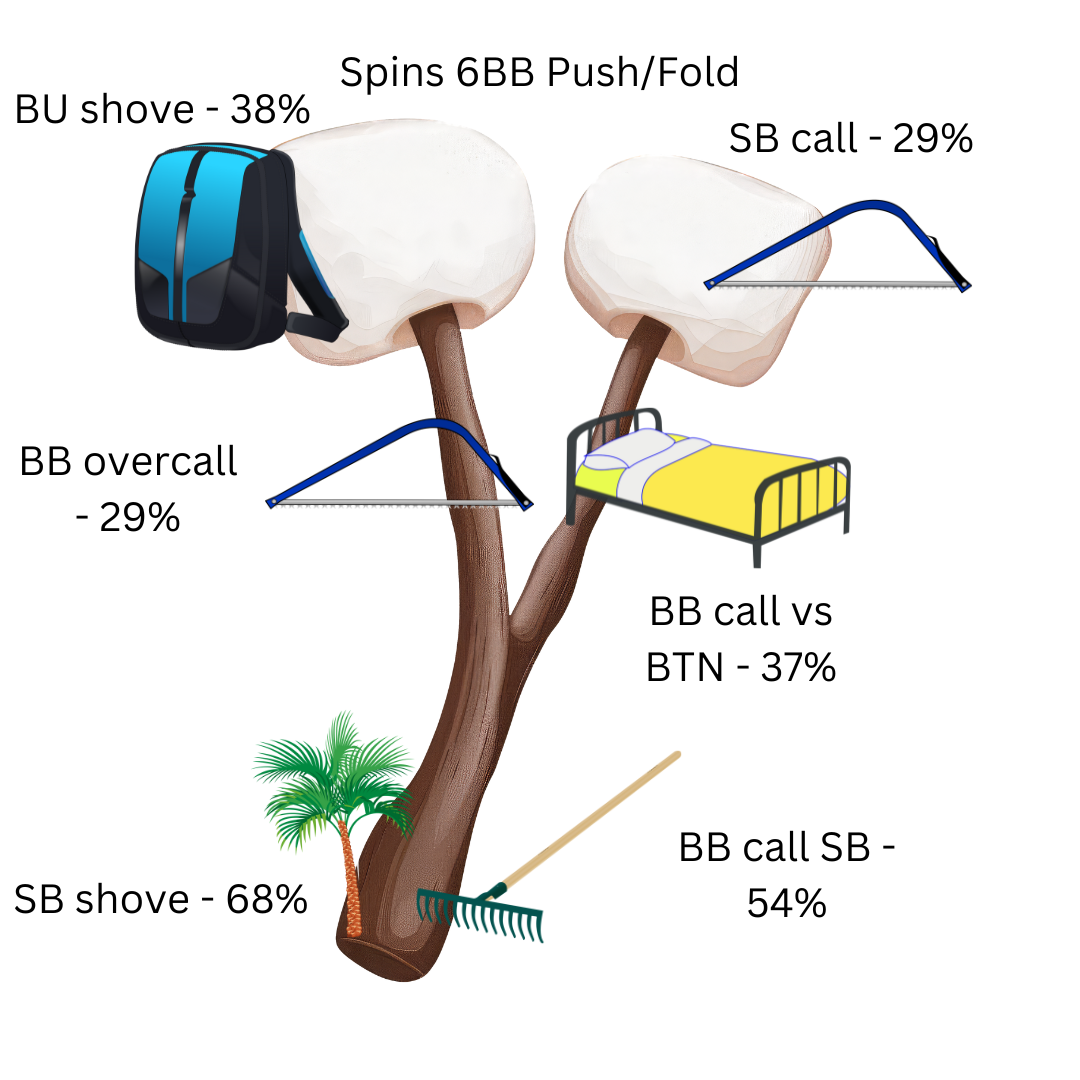 Spins 6BB Push/Fold
BU shove - 38%
SB call - 29%
BB overcall
- 29%
BB call vs
BTN - 37%
BB call SB -
54%
SB shove - 68%